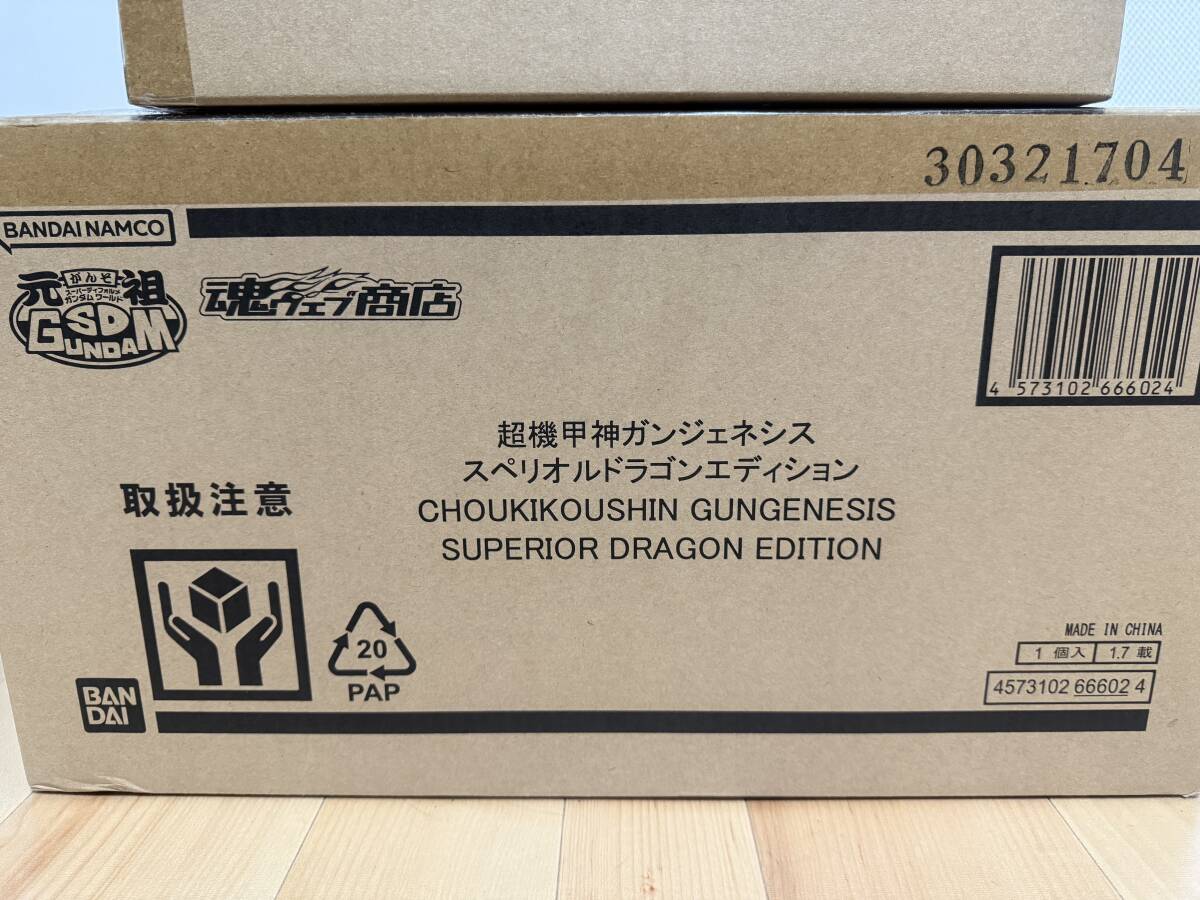 30321704
BANDAI NAMCO
元祖
がんそ
スーパーディフォルメ
ガンダムワールド
SD
GUNDAM
魂ウェブ商店
4 573102 666024
超機甲神ガンジェネシス
スペリオルドラゴンエディション
CHOUKIKOUSHIN GUNGENESIS
SUPERIOR DRAGON EDITION
取扱注意
20
PAP
BAN
DAI
MADE IN CHINA
1 個入 1.7 載
4573102 66602 4